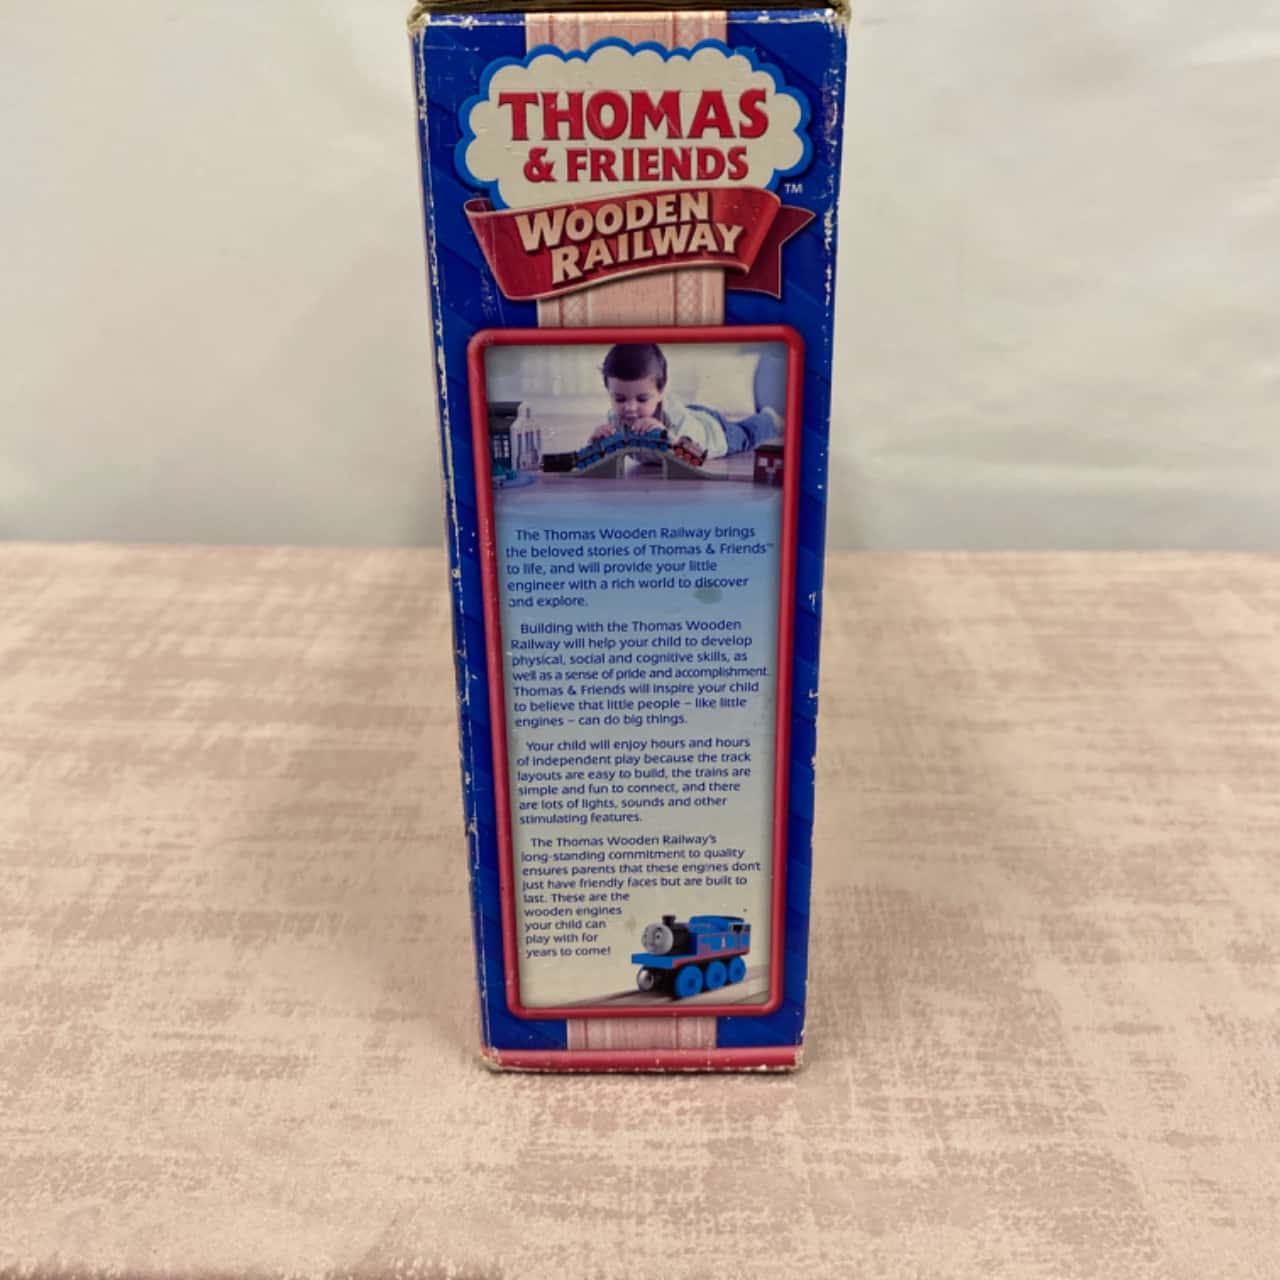 THOMAS
& FRIENDS
™
WOODEN
RAILWAY
The Thomas Wooden Railway brings
the beloved stories of Thomas & Friends™
to life, and will provide your little
engineer with a rich world to discover
and explore.
Building with the Thomas Wooden
Railway will help your child to develop
physical, social and cognitive skills, as
well as a sense of pride and accomplishment.
Thomas & Friends will inspire your child
to believe that little people – like little
engines – can do big things.
Your child will enjoy hours and hours
of independent play because the track
layouts are easy to build, the trains are
simple and fun to connect, and there
are lots of lights, sounds and other
stimulating features.
The Thomas Wooden Railway's
long-standing commitment to quality
ensures parents that these engines don't
just have friendly faces but are built to
last. These are the
wooden engines
your child can
play with for
years to come!
1